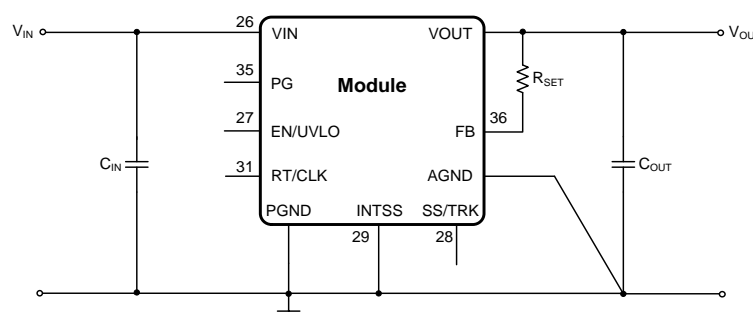 26
V_IN
VIN
VOUT
V_OU
35
PG
Module
R_SET
27
36
EN/UVLO
FB
C_IN
31
RT/CLK
AGND
C_OUT
PGND
INTSS
SS/TRK
29
28